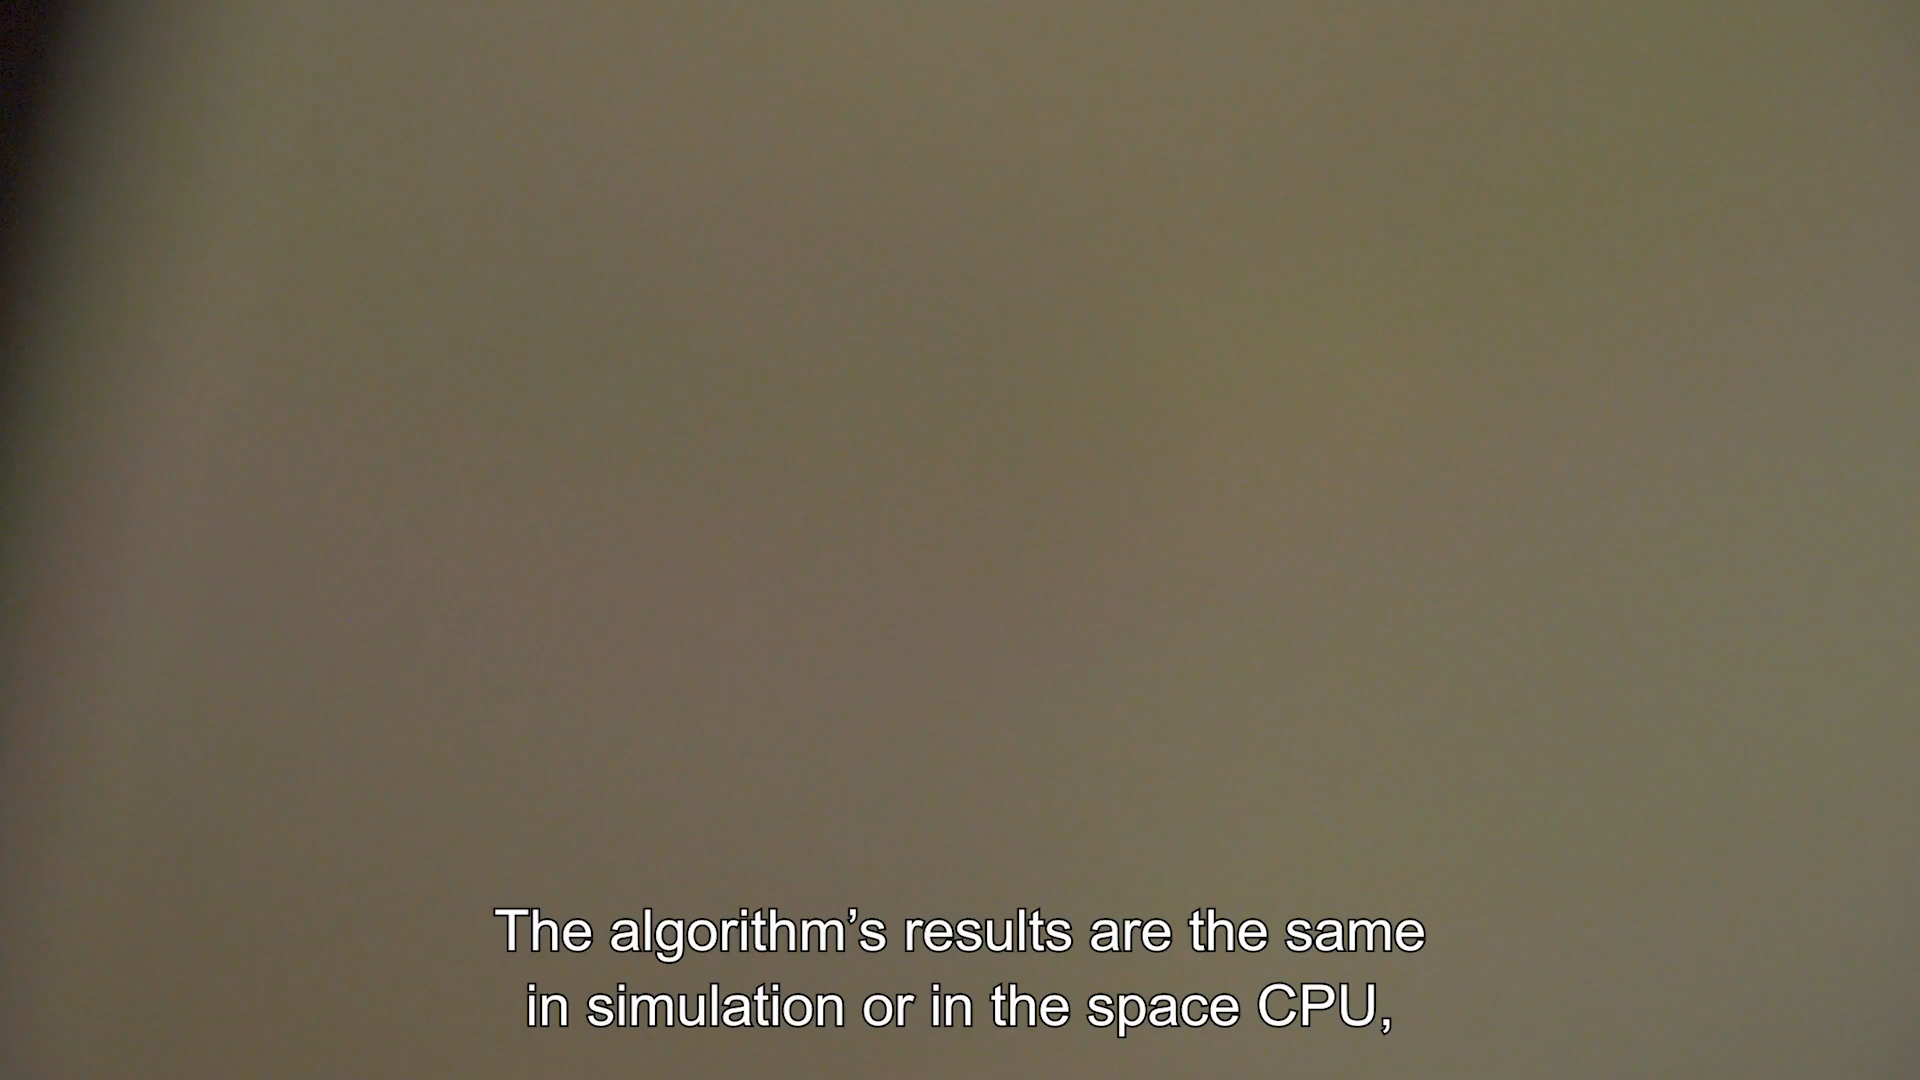 The algorithm’s results are the same
in simulation or in the space CPU,